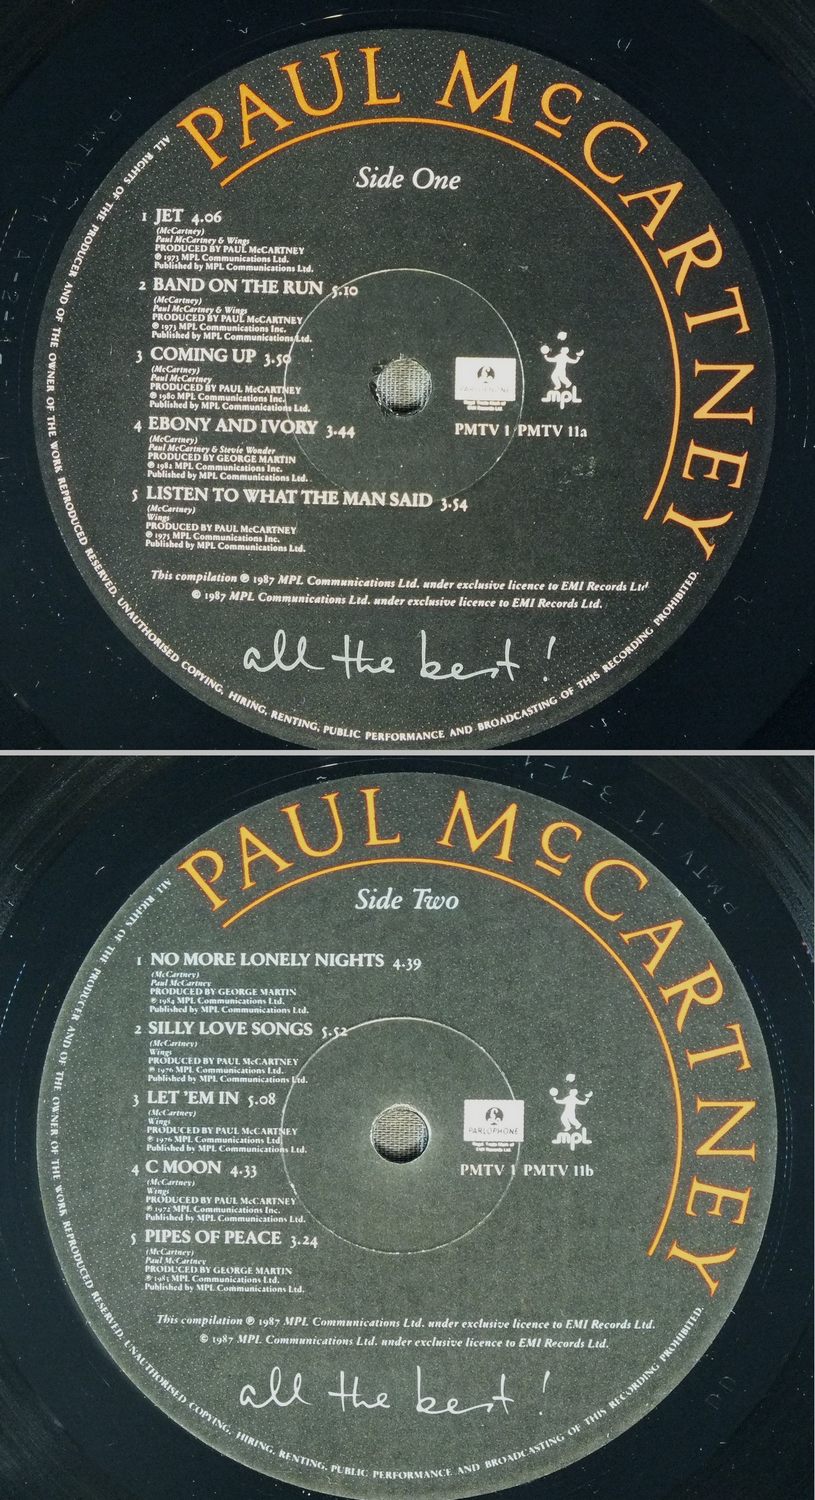 PAUL McCARTNEY
Side One
1 JET 4.06
(McCartney)
Paul McCartney & Wings
PRODUCED BY PAUL McCARTNEY
℗ 1973 MPL Communications Ltd.
Published by MPL Communications Ltd.
2 BAND ON THE RUN 5.10
(McCartney)
Paul McCartney & Wings
PRODUCED BY PAUL McCARTNEY
℗ 1973 MPL Communications Inc.
Published by MPL Communications Ltd.
3 COMING UP 3.50
(McCartney)
Paul McCartney
PRODUCED BY PAUL McCARTNEY
℗ 1980 MPL Communications Inc.
Published by MPL Communications Ltd.
4 EBONY AND IVORY 3.44
(McCartney)
Paul McCartney & Stevie Wonder
PRODUCED BY GEORGE MARTIN
℗ 1982 MPL Communications Inc.
Published by MPL Communications Ltd.
5 LISTEN TO WHAT THE MAN SAID 3.54
(McCartney)
Wings
PRODUCED BY PAUL McCARTNEY
℗ 1975 MPL Communications Inc.
Published by MPL Communications Ltd.
PARLOPHONE
mpl
PMTV 1 PMTV 11a
This compilation ℗ 1987 MPL Communications Ltd. under exclusive licence to EMI Records Ltd
© 1987 MPL Communications Ltd. under exclusive licence to EMI Records Ltd.
all the best!
ALL RIGHTS OF THE PRODUCER AND OF THE OWNER OF THE WORK REPRODUCED RESERVED. UNAUTHORISED COPYING, HIRING, RENTING, PUBLIC PERFORMANCE AND BROADCASTING OF THIS RECORDING PROHIBITED.
PMTV 11 A-2-1-
PMTV 11 B-1-1-
PAUL McCARTNEY
Side Two
1 NO MORE LONELY NIGHTS 4.39
(McCartney)
Paul McCartney
PRODUCED BY GEORGE MARTIN
℗ 1984 MPL Communications Ltd.
Published by MPL Communications Ltd.
2 SILLY LOVE SONGS 5.52
(McCartney)
Wings
PRODUCED BY PAUL McCARTNEY
℗ 1976 MPL Communications Ltd.
Published by MPL Communications Ltd.
3 LET 'EM IN 5.08
(McCartney)
Wings
PRODUCED BY PAUL McCARTNEY
℗ 1976 MPL Communications Inc.
Published by MPL Communications Ltd.
4 C MOON 4.33
(McCartney)
Wings
PRODUCED BY PAUL McCARTNEY
℗ 1972 MPL Communications Inc.
Published by MPL Communications Ltd.
5 PIPES OF PEACE 3.24
(McCartney)
Paul McCartney
PRODUCED BY GEORGE MARTIN
℗ 1983 MPL Communications Ltd.
Published by MPL Communications Ltd.
PARLOPHONE
mpl
PMTV 1 PMTV 11b
This compilation ℗ 1987 MPL Communications Ltd. under exclusive licence to EMI Records Ltd.
© 1987 MPL Communications Ltd. under exclusive licence to EMI Records Ltd.
all the best!
ALL RIGHTS OF THE PRODUCER AND OF THE OWNER OF THE WORK REPRODUCED RESERVED. UNAUTHORISED COPYING, HIRING, RENTING, PUBLIC PERFORMANCE AND BROADCASTING OF THIS RECORDING PROHIBITED.